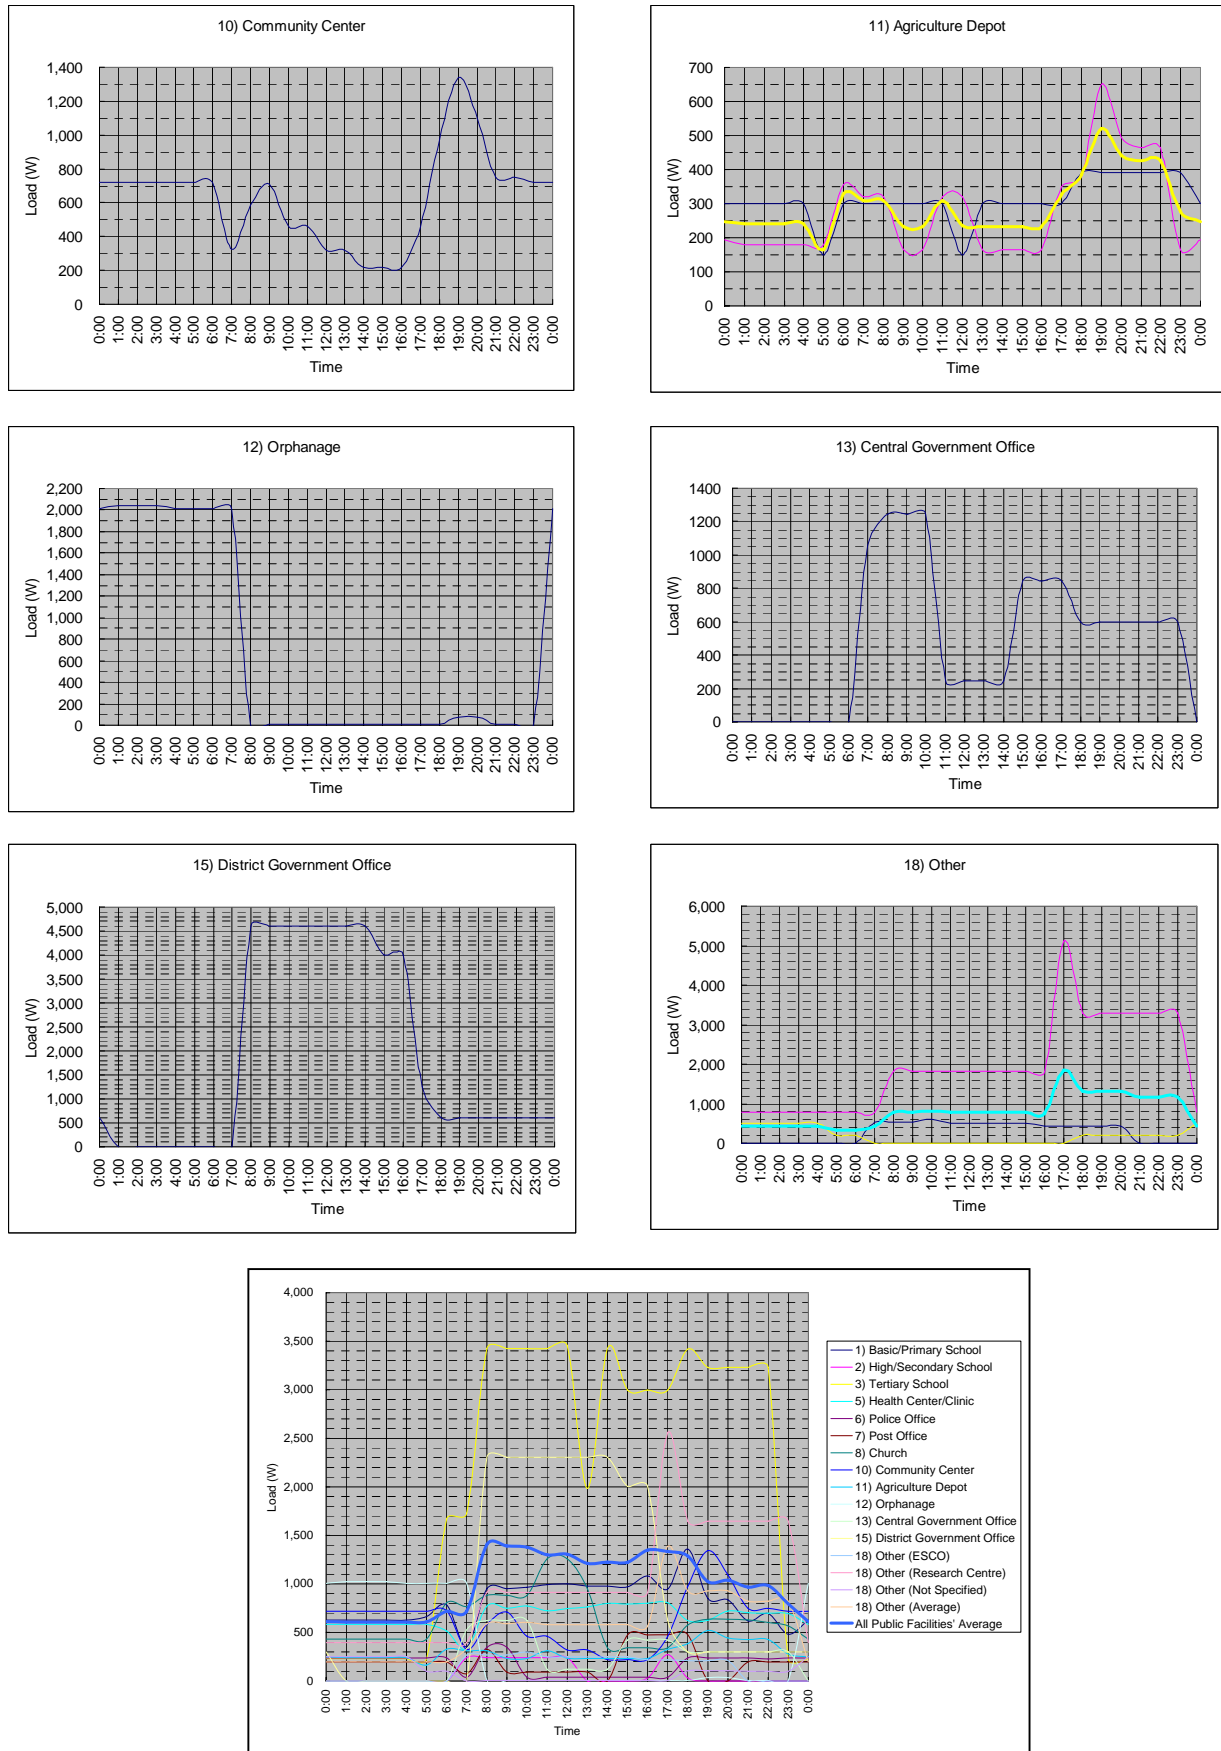 10) Community Center
1,400
1,200
1,000
800
600
400
200
0
Load (W)
0:00 1:00 2:00 3:00 4:00 5:00 6:00 7:00 8:00 9:00 10:00 11:00 12:00 13:00 14:00 15:00 16:00 17:00 18:00 19:00 20:00 21:00 22:00 23:00 0:00
Time
11) Agriculture Depot
700
600
500
400
300
200
100
0
Load (W)
0:00 1:00 2:00 3:00 4:00 5:00 6:00 7:00 8:00 9:00 10:00 11:00 12:00 13:00 14:00 15:00 16:00 17:00 18:00 19:00 20:00 21:00 22:00 23:00 0:00
Time
12) Orphanage
2,200
2,000
1,800
1,600
1,400
1,200
1,000
800
600
400
200
0
Load (W)
0:00 1:00 2:00 3:00 4:00 5:00 6:00 7:00 8:00 9:00 10:00 11:00 12:00 13:00 14:00 15:00 16:00 17:00 18:00 19:00 20:00 21:00 22:00 23:00 0:00
Time
13) Central Government Office
1400
1200
1000
800
600
400
200
0
Load (W)
0:00 1:00 2:00 3:00 4:00 5:00 6:00 7:00 8:00 9:00 10:00 11:00 12:00 13:00 14:00 15:00 16:00 17:00 18:00 19:00 20:00 21:00 22:00 23:00 0:00
Time
15) District Government Office
5,000
4,500
4,000
3,500
3,000
2,500
2,000
1,500
1,000
500
0
Load (W)
0:00 1:00 2:00 3:00 4:00 5:00 6:00 7:00 8:00 9:00 10:00 11:00 12:00 13:00 14:00 15:00 16:00 17:00 18:00 19:00 20:00 21:00 22:00 23:00 0:00
Time
18) Other
6,000
5,000
4,000
3,000
2,000
1,000
0
Load (W)
0:00 1:00 2:00 3:00 4:00 5:00 6:00 7:00 8:00 9:00 10:00 11:00 12:00 13:00 14:00 15:00 16:00 17:00 18:00 19:00 20:00 21:00 22:00 23:00 0:00
Time
4,000
3,500
3,000
2,500
2,000
1,500
1,000
500
0
Load (W)
0:00 1:00 2:00 3:00 4:00 5:00 6:00 7:00 8:00 9:00 10:00 11:00 12:00 13:00 14:00 15:00 16:00 17:00 18:00 19:00 20:00 21:00 22:00 23:00 0:00
Time
1) Basic/Primary School
2) High/Secondary School
3) Tertiary School
5) Health Center/Clinic
6) Police Office
7) Post Office
8) Church
10) Community Center
11) Agriculture Depot
12) Orphanage
13) Central Government Office
15) District Government Office
18) Other (ESCO)
18) Other (Research Centre)
18) Other (Not Specified)
18) Other (Average)
All Public Facilities' Average